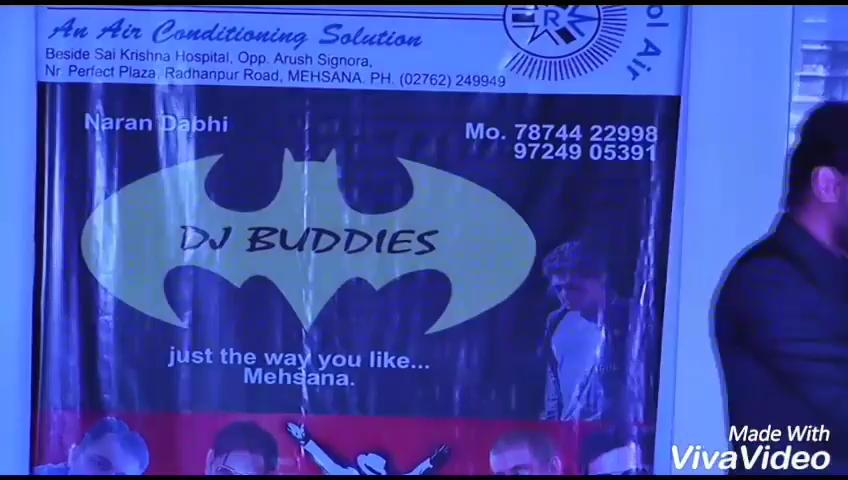 An Air Conditioning Solution
Beside Sai Krishna Hospital, Opp. Arush Signora,
Nr. Perfect Plaza, Radhanpur Road, MEHSANA. PH. (02762) 249949
ol Air
R
Naran Dabhi
Mo. 78744 22998
97249 05391
DJ BUDDIES
just the way you like...
Mehsana.
Made With
VivaVideo